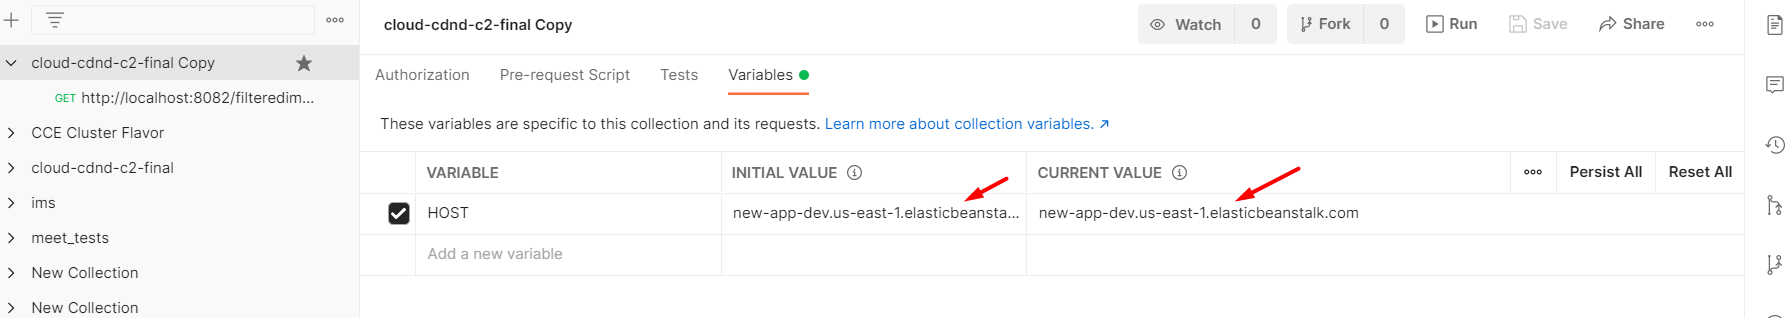 cloud-cdnd-c2-final Copy
GET http://localhost:8082/filteredim...
CCE Cluster Flavor
cloud-cdnd-c2-final
ims
meet_tests
New Collection
New Collection
cloud-cdnd-c2-final Copy
Watch 0 Fork 0 Run Save Share
Authorization Pre-request Script Tests Variables
These variables are specific to this collection and its requests. Learn more about collection variables. ↗
VARIABLE INITIAL VALUE CURRENT VALUE Persist All Reset All
HOST new-app-dev.us-east-1.elasticbeansta... new-app-dev.us-east-1.elasticbeanstalk.com
Add a new variable